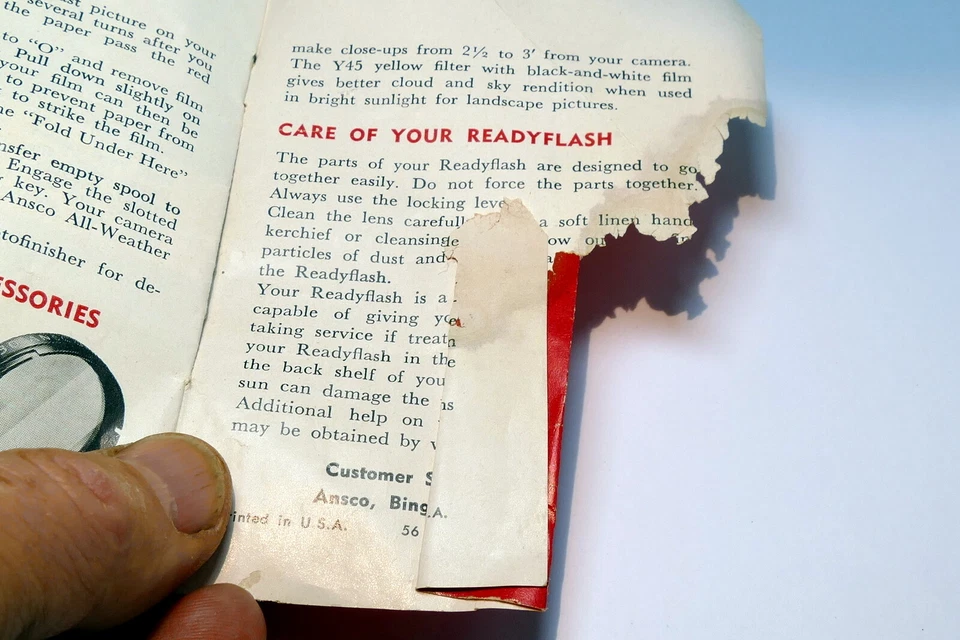 st picture on your
several turns after you
the paper pass the red
to "O" and remove film
Pull down slightly on
your film can then be
to prevent paper from
to strike the film.
"Fold Under Here"
empty spool to
Engage the slotted
key. Your camera
Ansco All-Weather
for de-
SSORIES
make close-ups from 2½ to 3′ from your camera.
The Y45 yellow filter with black-and-white film
gives better cloud and sky rendition when used
in bright sunlight for landscape pictures.
CARE OF YOUR READYFLASH
The parts of your Readyflash are designed to go
together easily. Do not force the parts together.
Always use the locking leve
Clean the lens carefull a soft linen hand
kerchief or cleansing ow ou
particles of dust and
the Readyflash.
Your Readyflash is a
capable of giving yo
taking service if treat
your Readyflash in the
the back shelf of you
sun can damage the
Additional help on
may be obtained by
Customer S
Ansco, Bing A.
rinted in U.S.A. 56